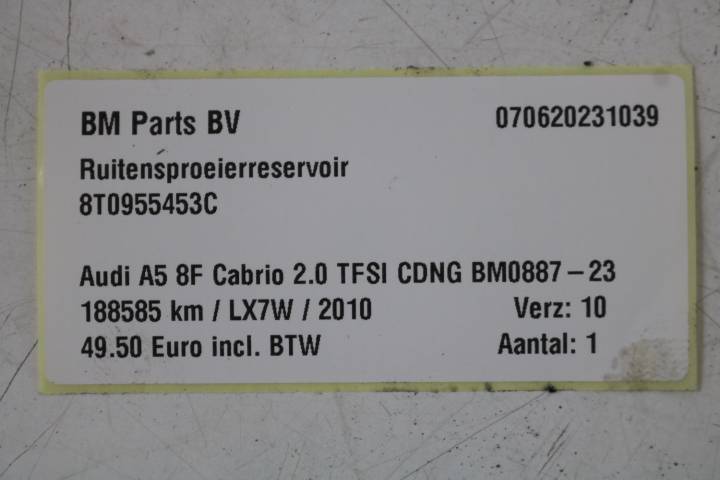 BM Parts BV 070620231039
Ruitensproeierreservoir
8T0955453C
Audi A5 8F Cabrio 2.0 TFSI CDNG BM0887-23
188585 km / LX7W / 2010 Verz: 10
49.50 Euro incl. BTW Aantal: 1